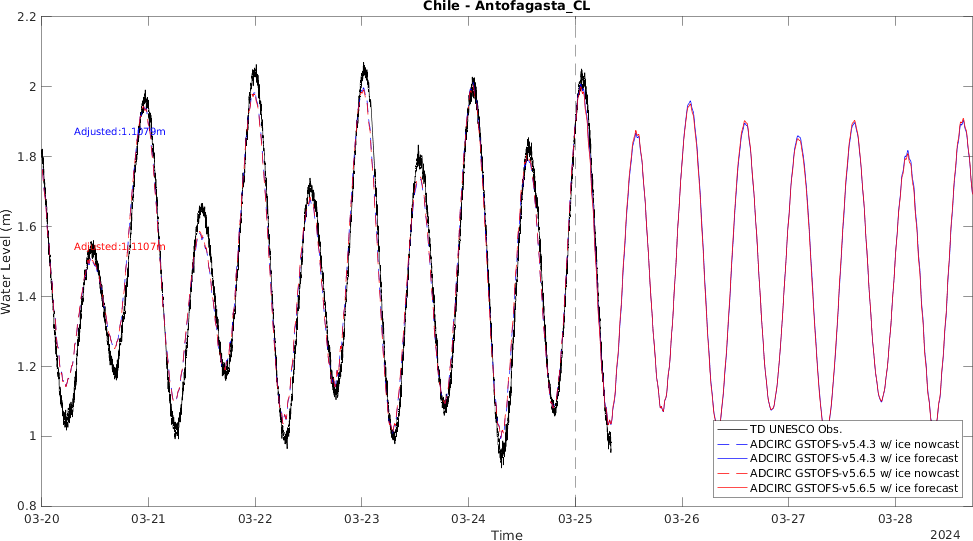 Chile - Antofagasta_CL
2.2
2
1.8
1.6
1.4
1.2
1
0.8
Water Level (m)
Adjusted:1.1079m
Adjusted:1.1107m
TD UNESCO Obs.
ADCIRC GSTOFS-v5.4.3 w/ ice nowcast
ADCIRC GSTOFS-v5.4.3 w/ ice forecast
ADCIRC GSTOFS-v5.6.5 w/ ice nowcast
ADCIRC GSTOFS-v5.6.5 w/ ice forecast
03-20 03-21 03-22 03-23 03-24 03-25 03-26 03-27 03-28
Time
2024